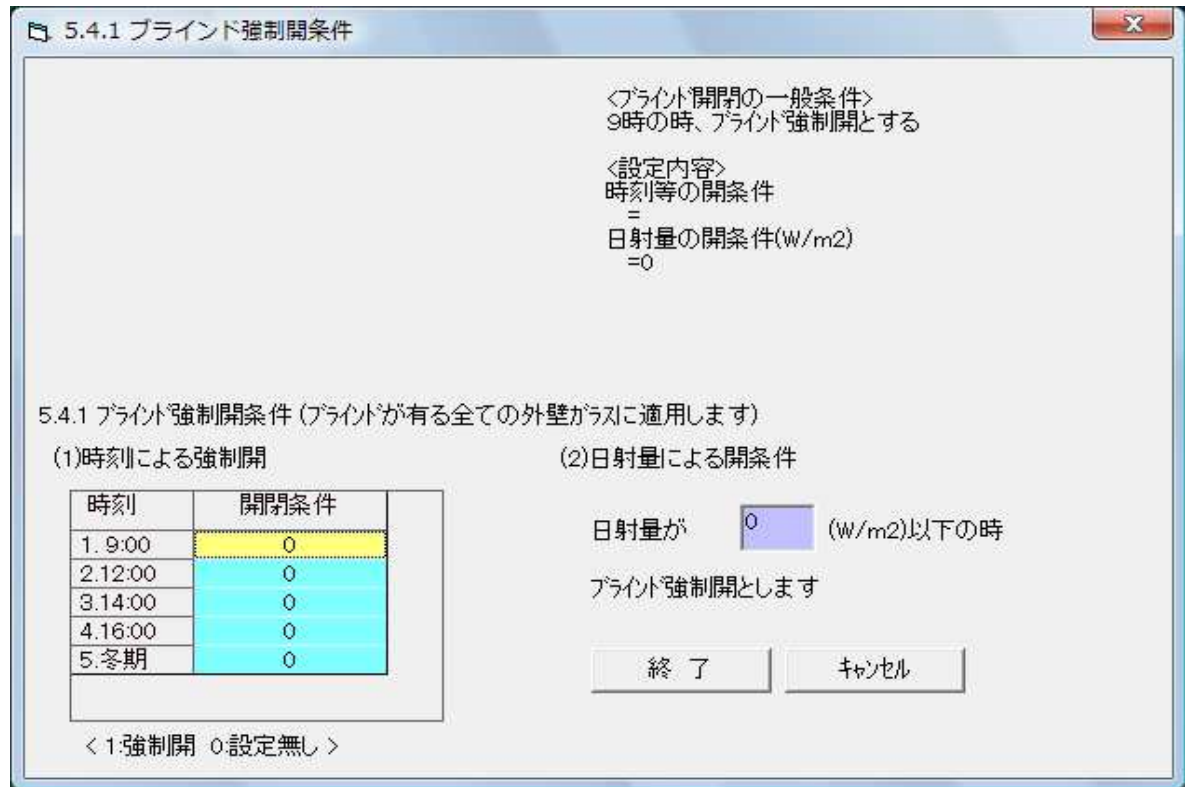 5.4.1 ブラインド強制開条件
<ﾌﾞﾗｲﾝﾄﾞ開閉の一般条件>
9時の時、ﾌﾞﾗｲﾝﾄﾞ強制開とする
<設定内容>
時刻等の開条件
=
日射量の開条件(W/m2)
=0
5.4.1 ﾌﾞﾗｲﾝﾄﾞ強制開条件 (ﾌﾞﾗｲﾝﾄﾞが有る全ての外壁ｶﾞﾗｽに適用します)
(1)時刻による強制開
時刻 開閉条件
1. 9:00 0
2.12:00 0
3.14:00 0
4.16:00 0
5.冬期 0
< 1:強制開 0:設定無し >
(2)日射量による開条件
日射量が 0 (W/m2)以下の時
ﾌﾞﾗｲﾝﾄﾞ強制開とします
終 了 ｷｬﾝｾﾙ